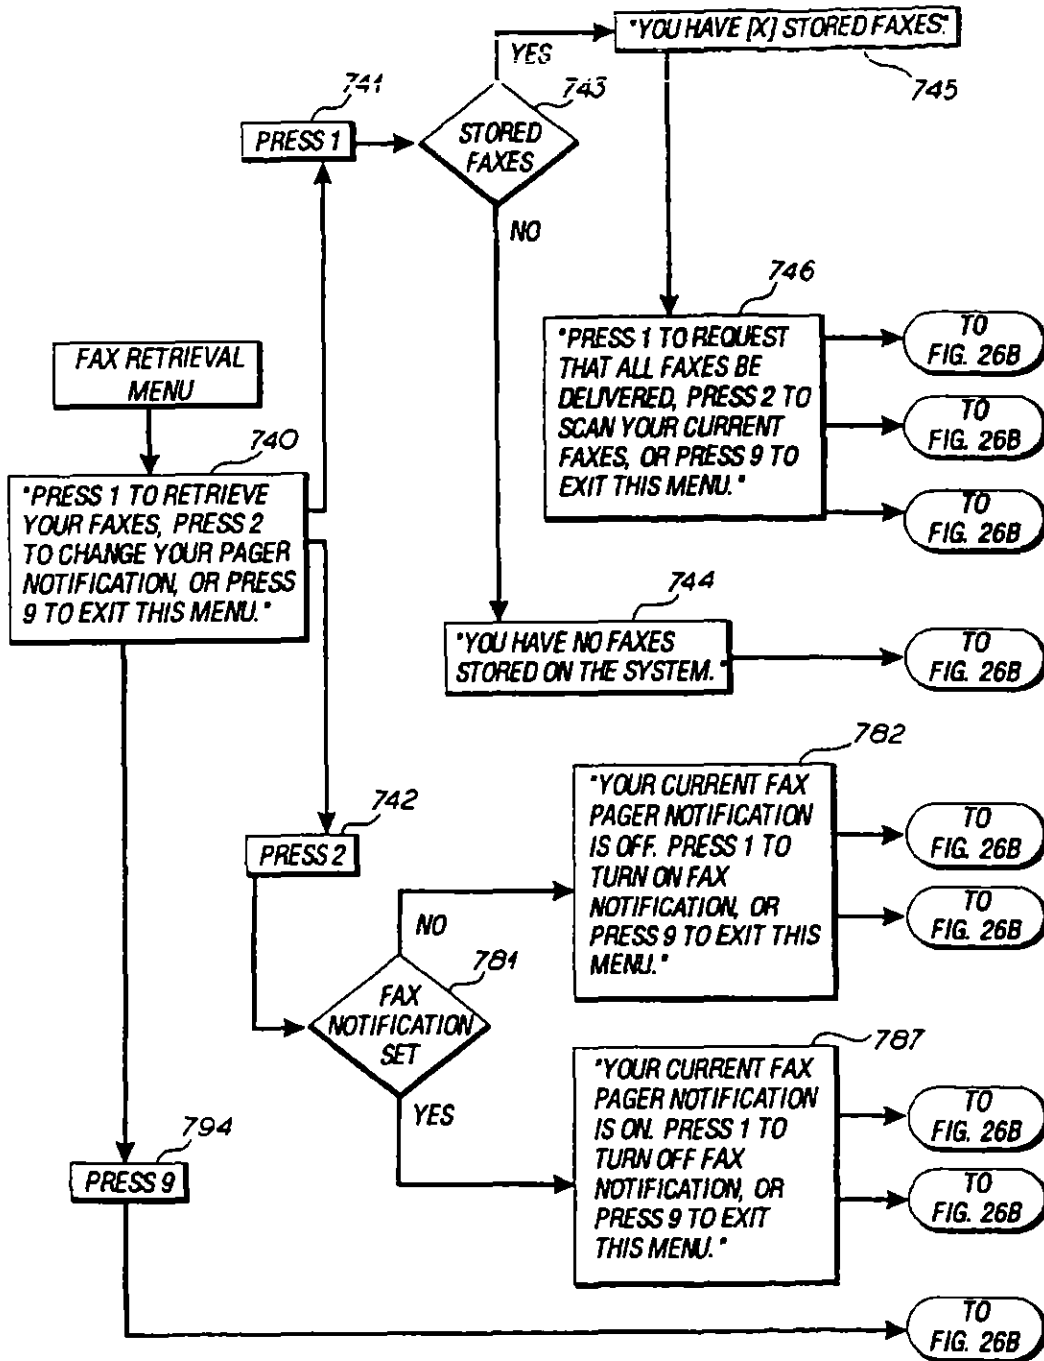 "YOU HAVE [X] STORED FAXES"
745
YES
741
743
PRESS 1
STORED
FAXES
NO
746
"PRESS 1 TO REQUEST
THAT ALL FAXES BE
DELIVERED, PRESS 2 TO
SCAN YOUR CURRENT
FAXES, OR PRESS 9 TO
EXIT THIS MENU."
TO
FIG. 26B
TO
FIG. 26B
TO
FIG. 26B
FAX RETRIEVAL
MENU
740
"PRESS 1 TO RETRIEVE
YOUR FAXES, PRESS 2
TO CHANGE YOUR PAGER
NOTIFICATION, OR PRESS
9 TO EXIT THIS MENU."
744
"YOU HAVE NO FAXES
STORED ON THE SYSTEM."
TO
FIG. 26B
782
"YOUR CURRENT FAX
PAGER NOTIFICATION
IS OFF. PRESS 1 TO
TURN ON FAX
NOTIFICATION, OR
PRESS 9 TO EXIT THIS
MENU."
TO
FIG. 26B
TO
FIG. 26B
742
PRESS 2
NO
781
FAX
NOTIFICATION
SET
YES
787
"YOUR CURRENT FAX
PAGER NOTIFICATION
IS ON. PRESS 1 TO
TURN OFF FAX
NOTIFICATION, OR
PRESS 9 TO EXIT
THIS MENU."
TO
FIG. 26B
TO
FIG. 26B
794
PRESS 9
TO
FIG. 26B